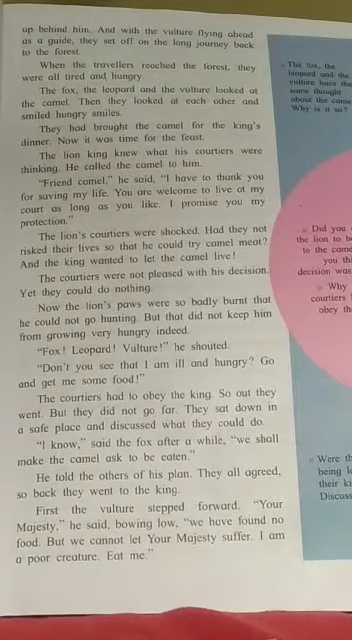 up behind him. And with the vulture flying ahead
as a guide, they set off on the long journey back
to the forest.
When the travellers reached the forest, they
were all tired and hungry.
The fox, the leopard and the vulture looked at
the camel. Then they looked at each other and
smiled hungry smiles.
They had brought the camel for the king's
dinner. Now it was time for the feast.
The lion king knew what his courtiers were
thinking. He called the camel to him.
"Friend camel," he said, "I have to thank you
for saving my life. You are welcome to live at my
court as long as you like. I promise you my
protection."
The lion's courtiers were shocked. Had they not
risked their lives so that he could try camel meat?
And the king wanted to let the camel live!
The courtiers were not pleased with his decision.
Yet they could do nothing.
Now the lion's paws were so badly burnt that
he could not go hunting. But that did not keep him
from growing very hungry indeed.
"Fox! Leopard! Vulture!" he shouted.
"Don't you see that I am ill and hungry? Go
and get me some food!"
The courtiers had to obey the king. So out they
went. But they did not go far. They sat down in
a safe place and discussed what they could do.
"I know," said the fox after a while, "we shall
make the camel ask to be eaten."
He told the others of his plan. They all agreed,
so back they went to the king.
First the vulture stepped forward. "Your
Majesty," he said, bowing low, "we have found no
food. But we cannot let Your Majesty suffer. I am
a poor creature. Eat me."
The fox, the
leopard and the
vulture have the
same thought
about the came
Why is it so?
Did you
the lion to b
to the came
you thi
decision was
Why
courtiers
obey th
Were th
being l
their ki
Discuss